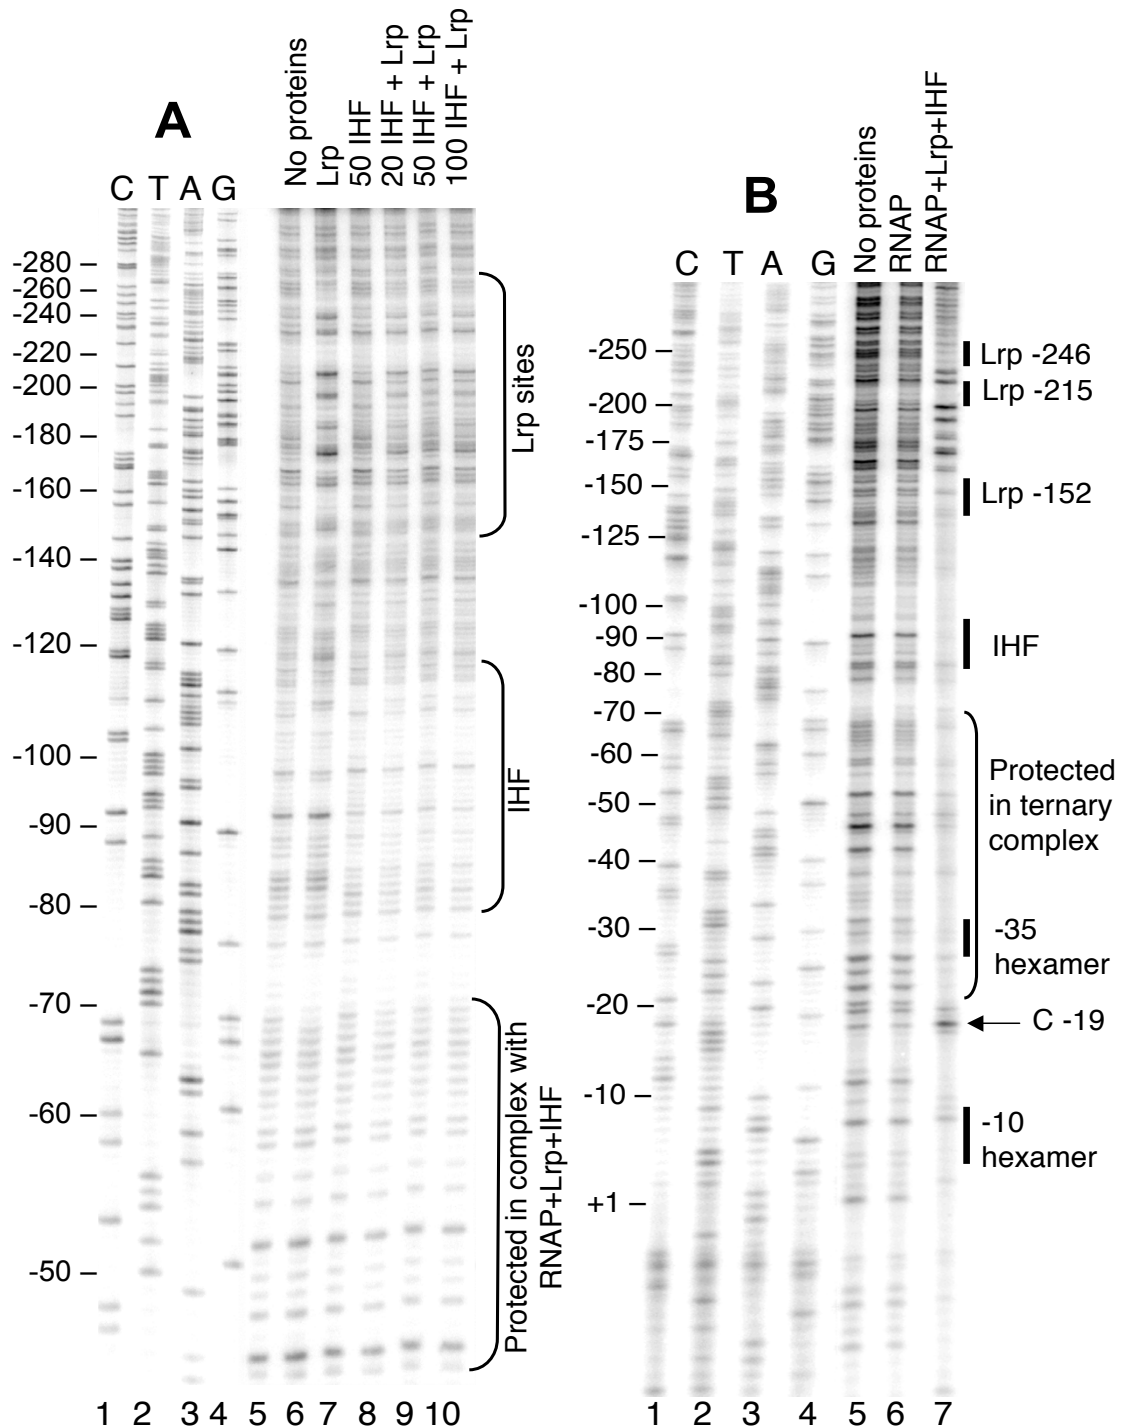 A
C T A G
No proteins
Lrp
50 IHF
20 IHF + Lrp
50 IHF + Lrp
100 IHF + Lrp
-280
-260
-240
-220
-200
-180
-160
-140
-120
-100
-90
-80
-70
-60
-50
Lrp sites
IHF
Protected in complex with
RNAP+Lrp+IHF
1 2 3 4 5 6 7 8 9 10
B
C T A G
No proteins
RNAP
RNAP+Lrp+IHF
-250
-200
-175
-150
-125
-100
-90
-80
-70
-60
-50
-40
-30
-20
-10
+1
Lrp -246
Lrp -215
Lrp -152
IHF
Protected
in ternary
complex
-35
hexamer
C -19
-10
hexamer
1 2 3 4 5 6 7